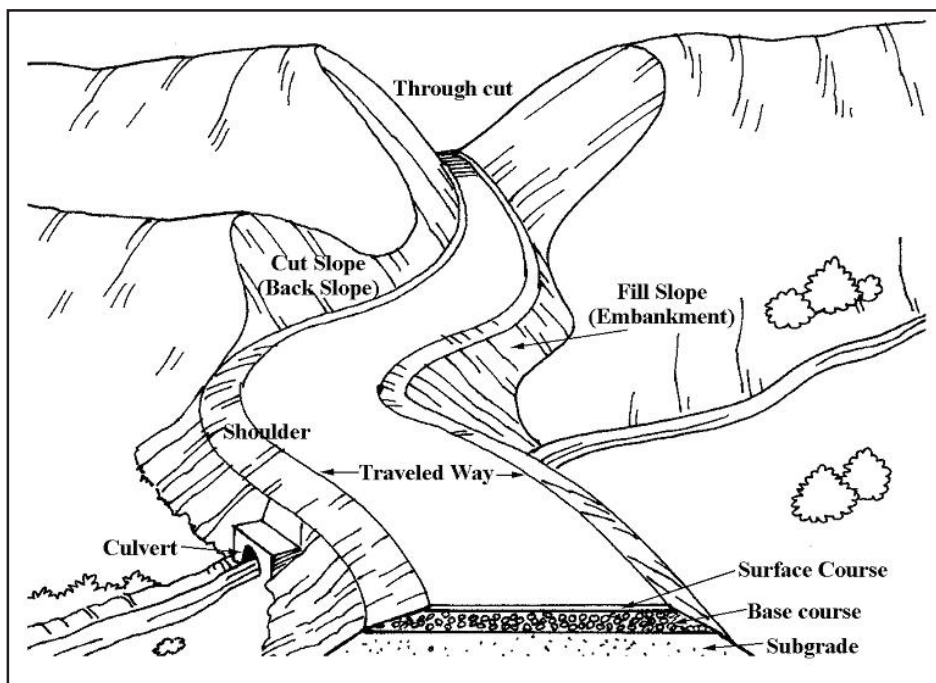 Through cut
Cut Slope
(Back Slope)
Fill Slope
(Embankment)
Shoulder
Traveled Way
Culvert
Surface Course
Base course
Subgrade